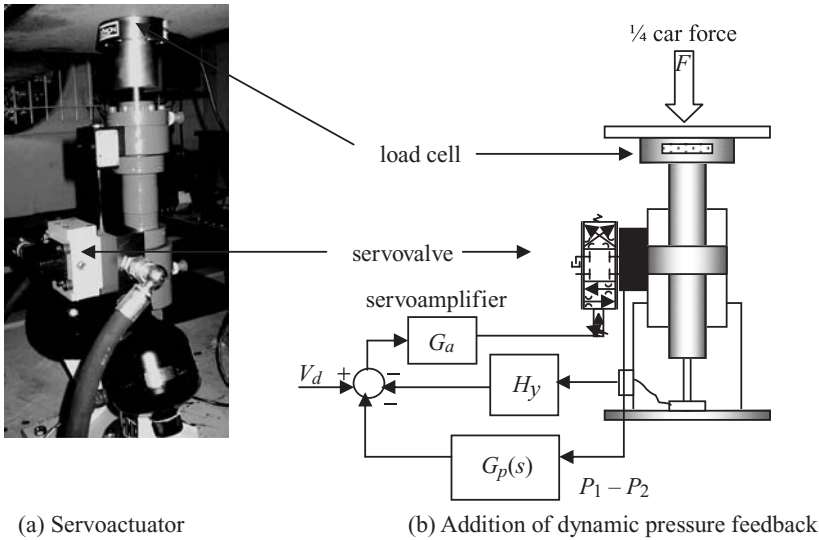 ¼ car force
F
load cell
servovalve
servoamplifier
Ga
Vd + −
Hy
−
Gp(s)
P1 – P2
(a) Servoactuator
(b) Addition of dynamic pressure feedback